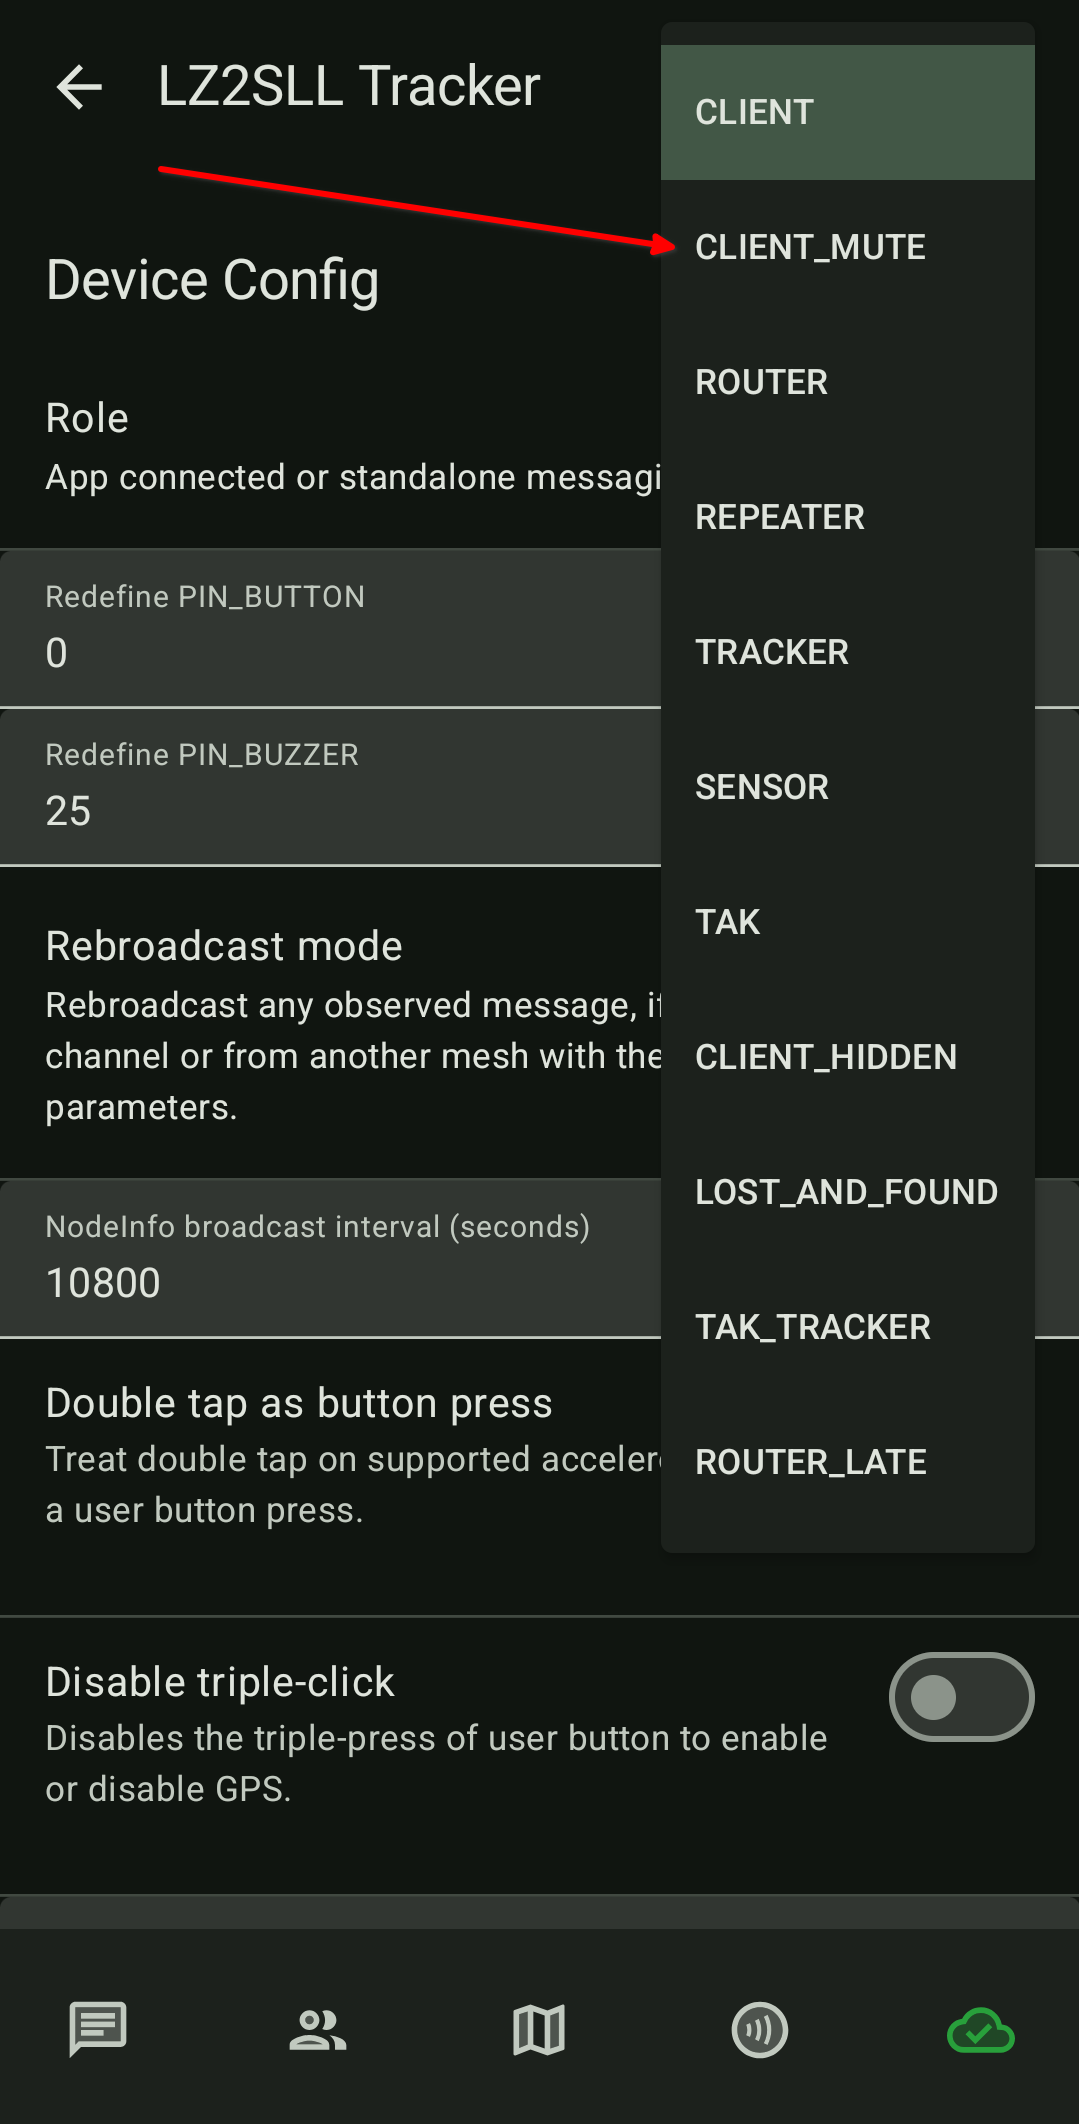 LZ2SLL Tracker
Device Config
Role
App connected or standalone messagi
Redefine PIN_BUTTON
0
Redefine PIN_BUZZER
25
Rebroadcast mode
Rebroadcast any observed message, if
channel or from another mesh with the
parameters.
NodeInfo broadcast interval (seconds)
10800
Double tap as button press
Treat double tap on supported accelero
a user button press.
Disable triple-click
Disables the triple-press of user button to enable
or disable GPS.
CLIENT
CLIENT_MUTE
ROUTER
REPEATER
TRACKER
SENSOR
TAK
CLIENT_HIDDEN
LOST_AND_FOUND
TAK_TRACKER
ROUTER_LATE